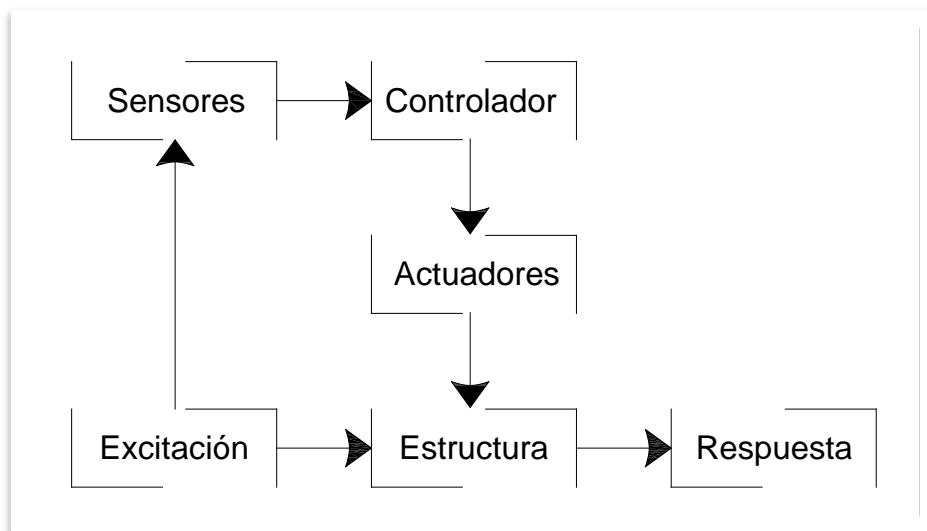 Sensores
Controlador
Actuadores
Excitación
Estructura
Respuesta